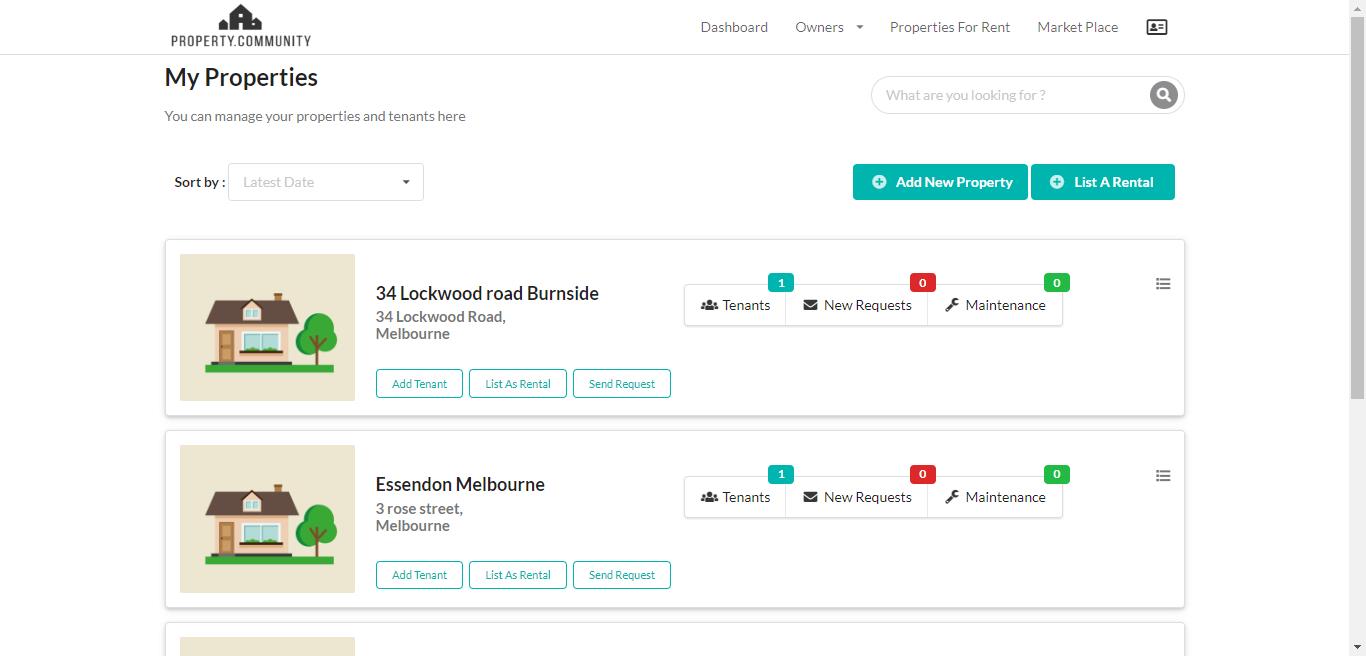 PROPERTY.COMMUNITY
Dashboard Owners Properties For Rent Market Place
My Properties
What are you looking for ?
You can manage your properties and tenants here
Sort by : Latest Date
Add New Property List A Rental
34 Lockwood road Burnside
34 Lockwood Road,
Melbourne
1 0 0
Tenants New Requests Maintenance
Add Tenant List As Rental Send Request
Essendon Melbourne
3 rose street,
Melbourne
1 0 0
Tenants New Requests Maintenance
Add Tenant List As Rental Send Request